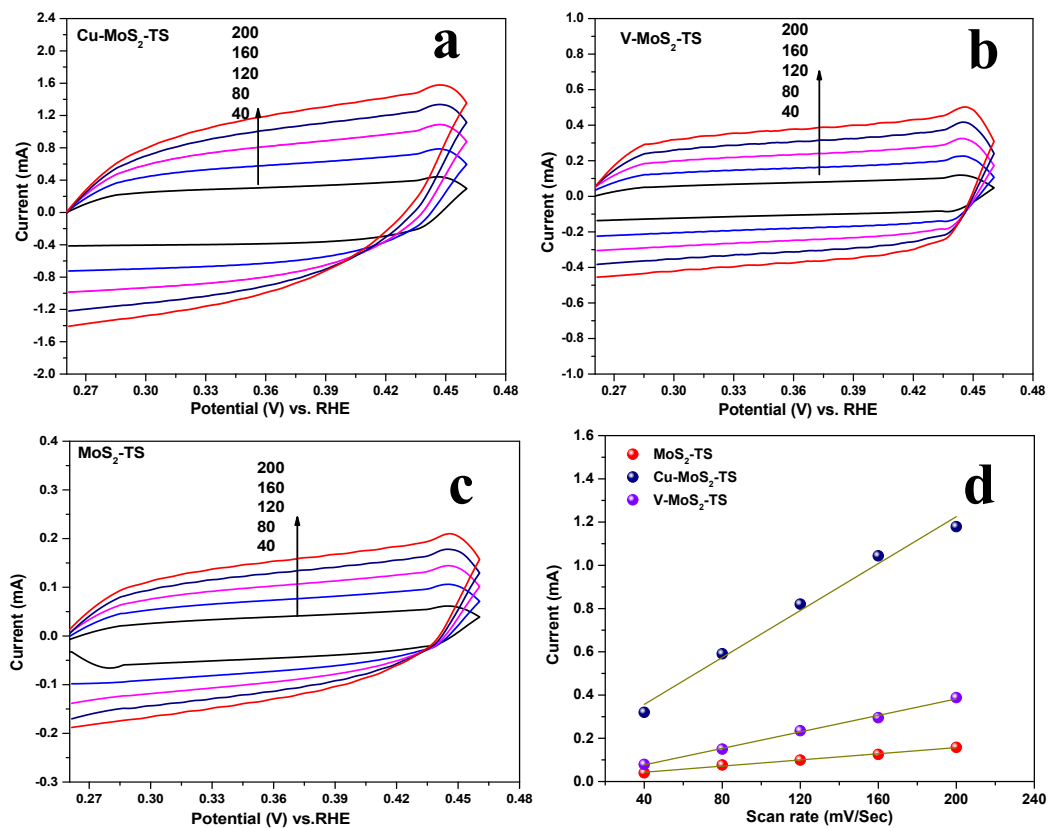 Cu-MoS2-TS
a
200
160
120
80
40
2.4
1.8
1.2
0.6
0.0
-0.4
-0.8
-1.2
-1.6
-2.0
0.27 0.30 0.33 0.36 0.39 0.42 0.45 0.48
Current (mA)
Potential (V) vs. RHE
V-MoS2-TS
b
200
160
120
80
40
1.0
0.8
0.6
0.4
0.2
0.0
-0.2
-0.4
-0.6
-0.8
-1.0
0.27 0.30 0.33 0.36 0.39 0.42 0.45 0.48
Current (mA)
Potential (V) vs. RHE
MoS2-TS
c
200
160
120
80
40
0.4
0.3
0.2
0.1
0.0
-0.1
-0.2
-0.3
0.27 0.30 0.33 0.36 0.39 0.42 0.45 0.48
Current (mA)
Potential (V) vs.RHE
MoS2-TS
Cu-MoS2-TS
V-MoS2-TS
d
1.6
1.4
1.2
1.0
0.8
0.6
0.4
0.2
0.0
40 80 120 160 200 240
Current (mA)
Scan rate (mV/Sec)